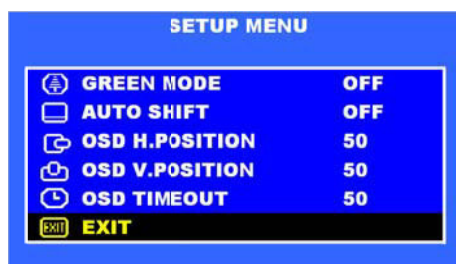 SETUP MENU
GREEN MODE OFF
AUTO SHIFT OFF
OSD H.POSITION 50
OSD V.POSITION 50
OSD TIMEOUT 50
EXIT EXIT